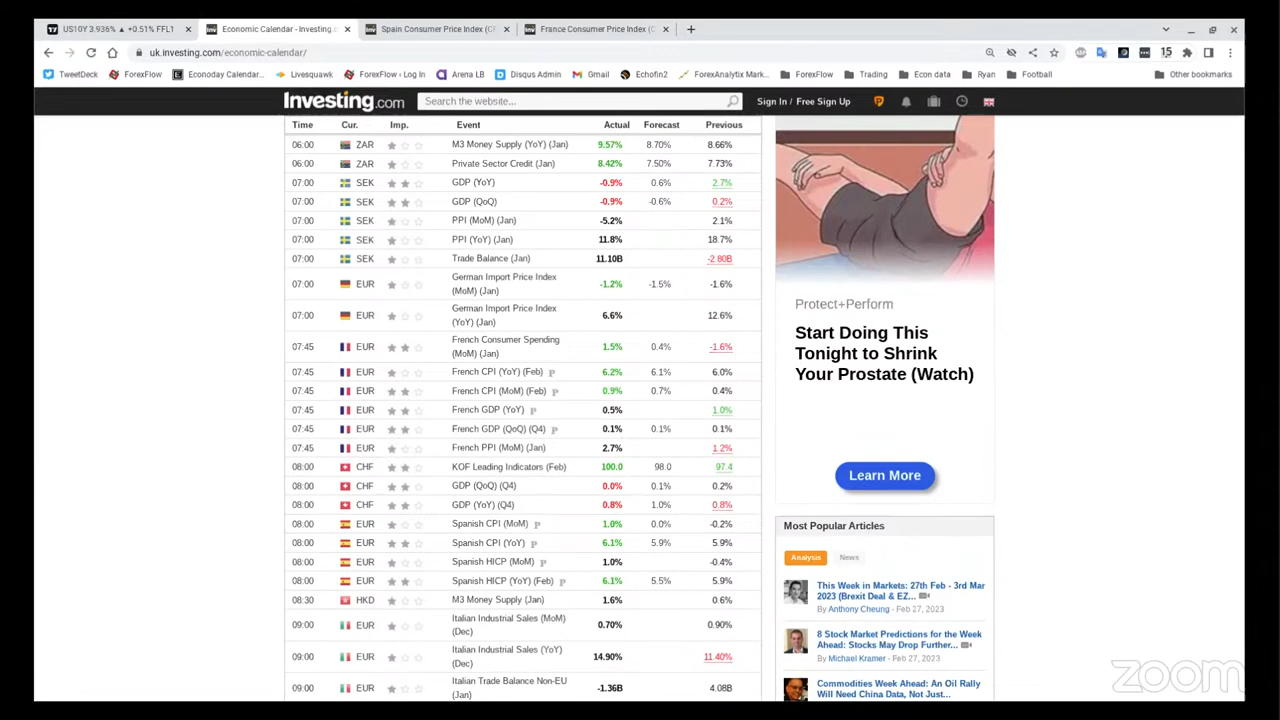 US10Y 3.936% ▲ +0.51% FFL1
Economic Calendar - Investing.c
Spain Consumer Price Index (CP
France Consumer Price Index (C
uk.investing.com/economic-calendar/
15
TweetDeck
ForexFlow
Econoday Calendar...
Livesquawk
ForexFlow ‹ Log In
Arena LB
Disqus Admin
Gmail
Echofin2
ForexAnalytix Mark...
ForexFlow
Trading
Econ data
Ryan
Football
Other bookmarks
Investing.com
Search the website...
Sign In / Free Sign Up
Time Cur. Imp. Event Actual Forecast Previous
06:00 ZAR M3 Money Supply (YoY) (Jan) 9.57% 8.70% 8.66%
06:00 ZAR Private Sector Credit (Jan) 8.42% 7.50% 7.73%
07:00 SEK GDP (YoY) -0.9% 0.6% 2.7%
07:00 SEK GDP (QoQ) -0.9% -0.6% 0.2%
07:00 SEK PPI (MoM) (Jan) -5.2% 2.1%
07:00 SEK PPI (YoY) (Jan) 11.8% 18.7%
07:00 SEK Trade Balance (Jan) 11.10B -2.80B
07:00 EUR German Import Price Index
(MoM) (Jan) -1.2% -1.5% -1.6%
07:00 EUR German Import Price Index
(YoY) (Jan) 6.6% 12.6%
07:45 EUR French Consumer Spending
(MoM) (Jan) 1.5% 0.4% -1.6%
07:45 EUR French CPI (YoY) (Feb) P 6.2% 6.1% 6.0%
07:45 EUR French CPI (MoM) (Feb) P 0.9% 0.7% 0.4%
07:45 EUR French GDP (YoY) P 0.5% 1.0%
07:45 EUR French GDP (QoQ) (Q4) P 0.1% 0.1% 0.1%
07:45 EUR French PPI (MoM) (Jan) 2.7% 1.2%
08:00 CHF KOF Leading Indicators (Feb) 100.0 98.0 97.4
08:00 CHF GDP (QoQ) (Q4) 0.0% 0.1% 0.2%
08:00 CHF GDP (YoY) (Q4) 0.8% 1.0% 0.8%
08:00 EUR Spanish CPI (MoM) P 1.0% 0.0% -0.2%
08:00 EUR Spanish CPI (YoY) P 6.1% 5.9% 5.9%
08:00 EUR Spanish HICP (MoM) P 1.0% -0.4%
08:00 EUR Spanish HICP (YoY) (Feb) P 6.1% 5.5% 5.9%
08:30 HKD M3 Money Supply (Jan) 1.6% 0.6%
09:00 EUR Italian Industrial Sales (MoM)
(Dec) 0.70% 0.90%
09:00 EUR Italian Industrial Sales (YoY)
(Dec) 14.90% 11.40%
09:00 EUR Italian Trade Balance Non-EU
(Jan) -1.36B 4.08B
Protect+Perform
Start Doing This
Tonight to Shrink
Your Prostate (Watch)
Learn More
Most Popular Articles
Analysis News
This Week in Markets: 27th Feb - 3rd Mar
2023 (Brexit Deal & EZ...
By Anthony Cheung - Feb 27, 2023
8 Stock Market Predictions for the Week
Ahead: Stocks May Drop Further...
By Michael Kramer - Feb 27, 2023
Commodities Week Ahead: An Oil Rally
Will Need China Data, Not Just...
zoom